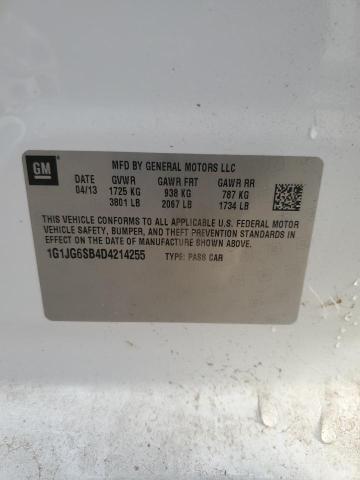 GM
MFD BY GENERAL MOTORS LLC
DATE GVWR GAWR FRT GAWR RR
04/13 1725 KG 938 KG 787 KG
3801 LB 2067 LB 1734 LB
THIS VEHICLE CONFORMS TO ALL APPLICABLE U.S. FEDERAL MOTOR
VEHICLE SAFETY, BUMPER, AND THEFT PREVENTION STANDARDS IN
EFFECT ON THE DATE OF MANUFACTURE SHOWN ABOVE.
1G1JG6SB4D4214255 TYPE: PASS CAR